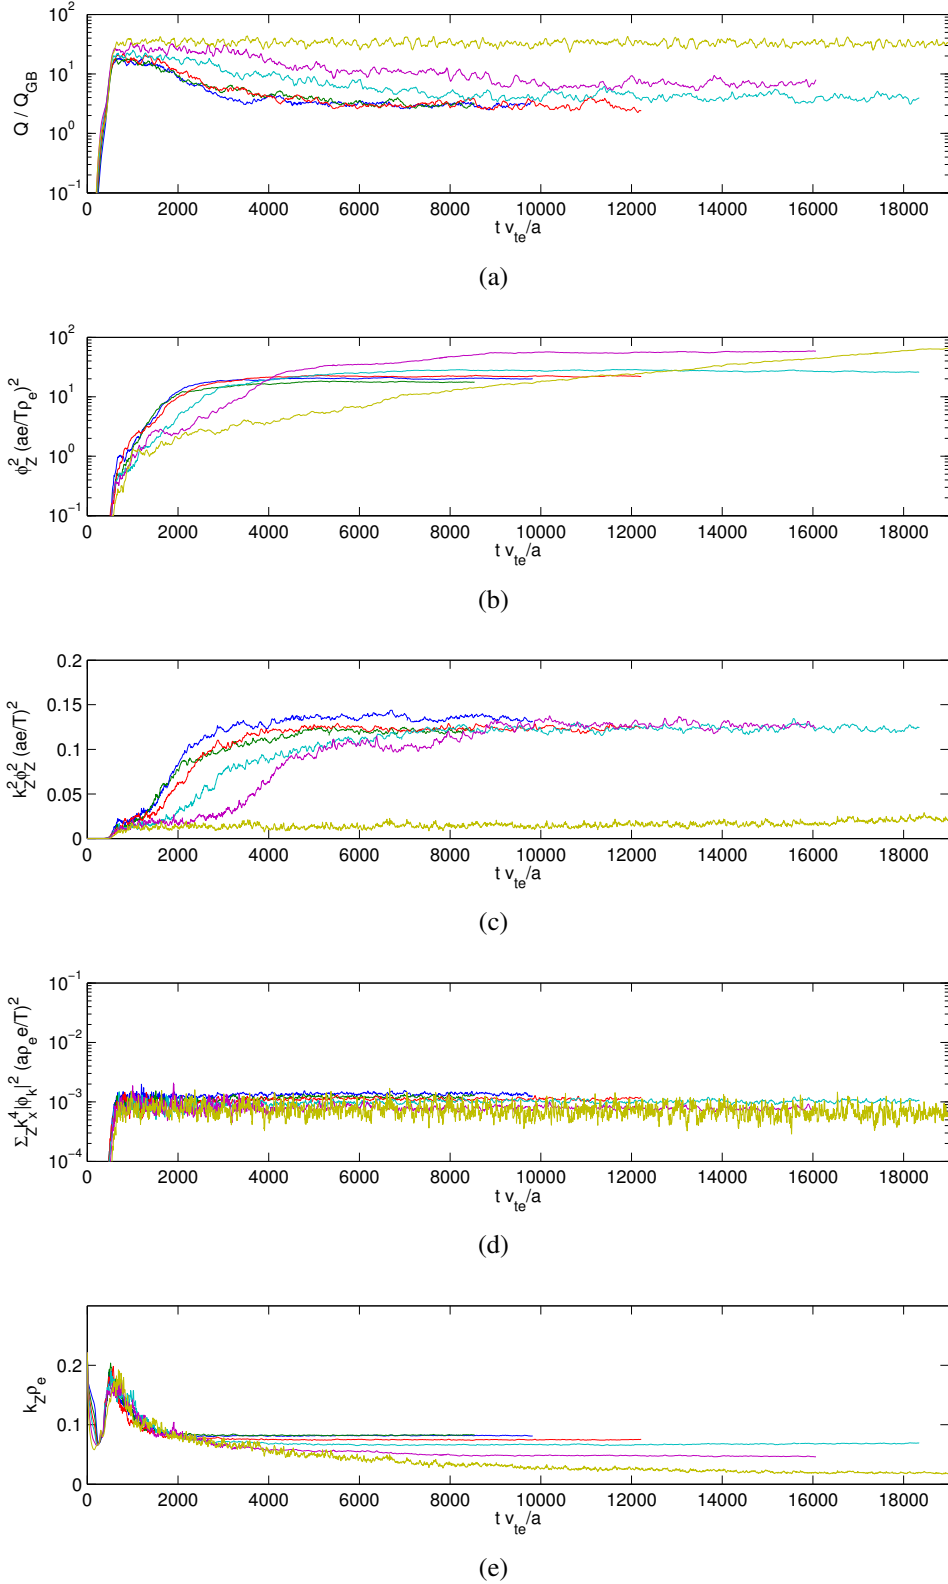 10^2
10^1
10^0
10^-1
Q / Q_GB
0 2000 4000 6000 8000 10000 12000 14000 16000 18000
t v_te/a
(a)
10^2
10^1
10^0
10^-1
ϕ_Z^2 (ae/Tρ_e)^2
0 2000 4000 6000 8000 10000 12000 14000 16000 18000
t v_te/a
(b)
0.2
0.15
0.1
0.05
0
k_Z^2ϕ_Z^2 (ae/T)^2
0 2000 4000 6000 8000 10000 12000 14000 16000 18000
t v_te/a
(c)
10^-1
10^-2
10^-3
10^-4
Σ_Z k_x^4|ϕ_k|^2 (aρ_e e/T)^2
0 2000 4000 6000 8000 10000 12000 14000 16000 18000
t v_te/a
(d)
0.2
0.1
0
k_Zρ_e
0 2000 4000 6000 8000 10000 12000 14000 16000 18000
t v_te/a
(e)